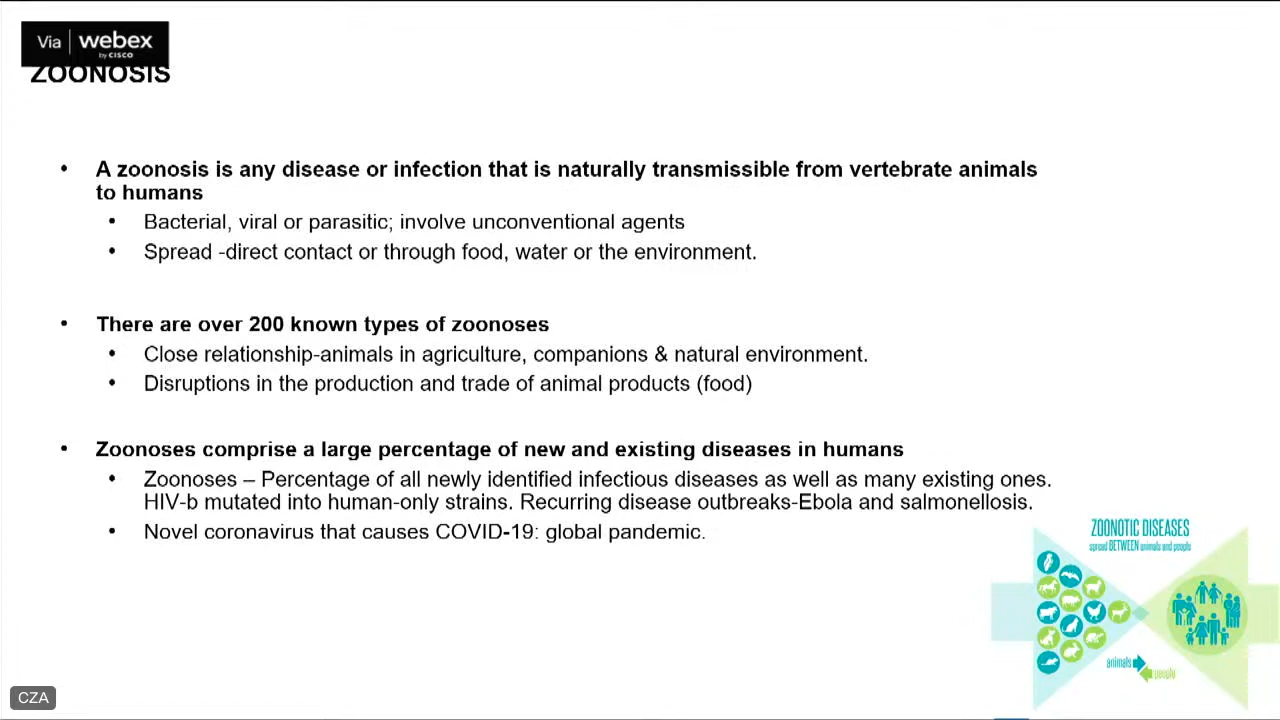 Via | webex
by CISCO
ZOONOSIS
• A zoonosis is any disease or infection that is naturally transmissible from vertebrate animals
to humans
• Bacterial, viral or parasitic; involve unconventional agents
• Spread -direct contact or through food, water or the environment.
• There are over 200 known types of zoonoses
• Close relationship-animals in agriculture, companions & natural environment.
• Disruptions in the production and trade of animal products (food)
• Zoonoses comprise a large percentage of new and existing diseases in humans
• Zoonoses – Percentage of all newly identified infectious diseases as well as many existing ones.
HIV-b mutated into human-only strains. Recurring disease outbreaks-Ebola and salmonellosis.
• Novel coronavirus that causes COVID-19: global pandemic.
ZOONOTIC DISEASES
spread BETWEEN animals and people
animals
people
CZA